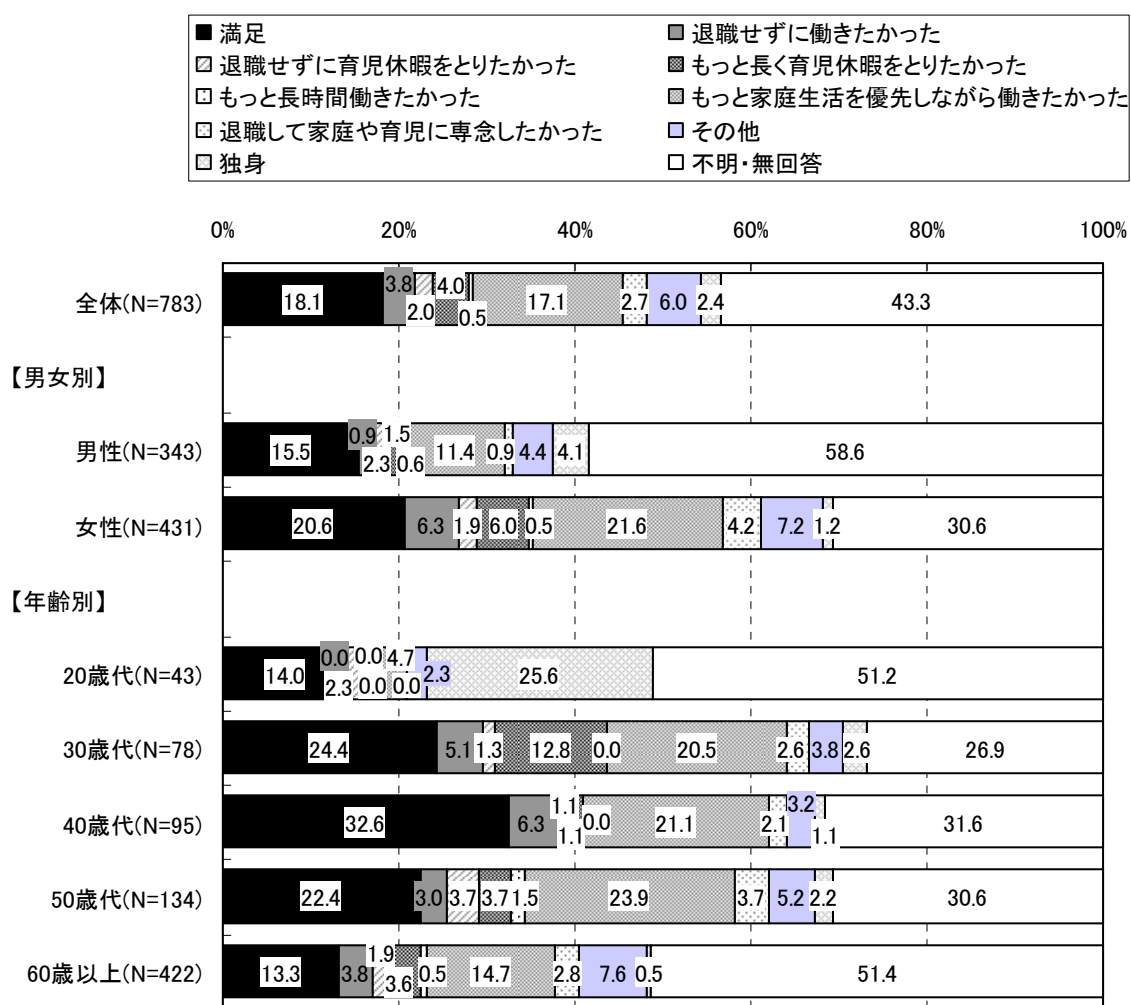 満足 退職せずに働きたかった
退職せずに育児休暇をとりたかった もっと長く育児休暇をとりたかった
もっと長時間働きたかった もっと家庭生活を優先しながら働きたかった
退職して家庭や育児に専念したかった その他
独身 不明・無回答
0% 20% 40% 60% 80% 100%
全体(N=783) 18.1 3.8 2.0 4.0 0.5 17.1 2.7 6.0 2.4 43.3
【男女別】
男性(N=343) 15.5 0.9 2.3 1.5 0.6 11.4 0.9 4.4 4.1 58.6
女性(N=431) 20.6 6.3 1.9 6.0 0.5 21.6 4.2 7.2 1.2 30.6
【年齢別】
20歳代(N=43) 14.0 0.0 2.3 0.0 0.0 4.7 0.0 2.3 25.6 51.2
30歳代(N=78) 24.4 5.1 1.3 12.8 0.0 20.5 2.6 3.8 2.6 26.9
40歳代(N=95) 32.6 6.3 1.1 1.1 0.0 21.1 2.1 3.2 1.1 31.6
50歳代(N=134) 22.4 3.0 3.7 3.7 1.5 23.9 3.7 5.2 2.2 30.6
60歳以上(N=422) 13.3 3.8 1.9 3.6 0.5 14.7 2.8 7.6 0.5 51.4